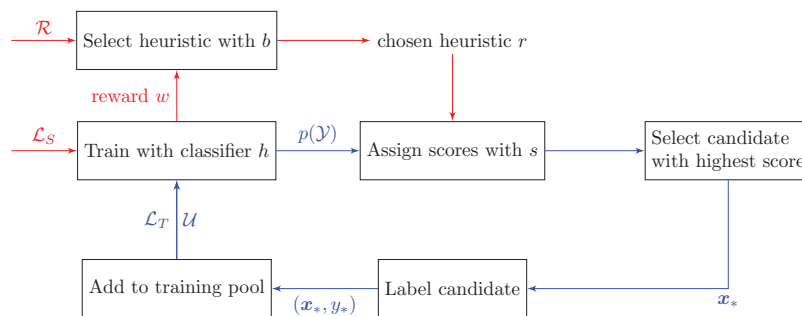 ℛ
Select heuristic with b
chosen heuristic r
reward w
ℒ_S
Train with classifier h
p(𝒴)
Assign scores with s
Select candidate
with highest score
ℒ_T 𝒰
Add to training pool
(𝒙_*, y_*)
Label candidate
𝒙_*